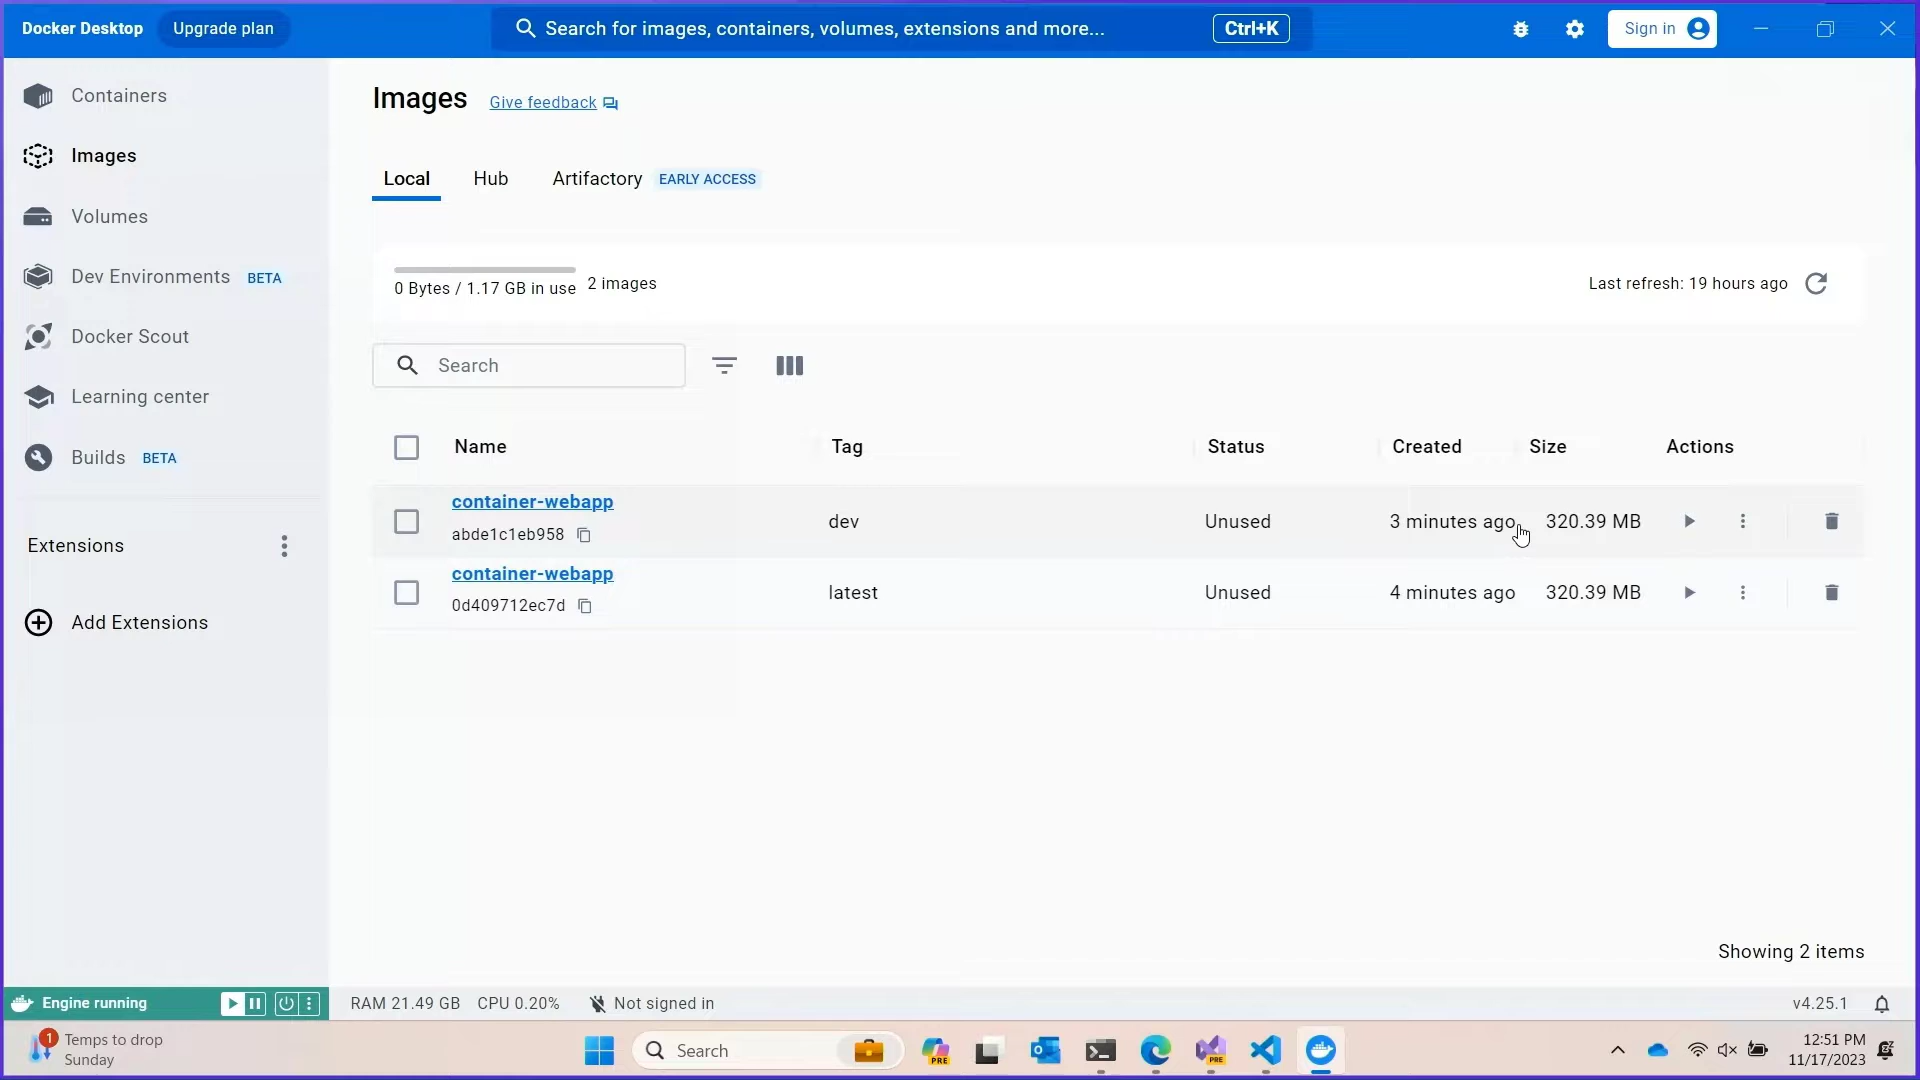 Docker Desktop
Upgrade plan
Search for images, containers, volumes, extensions and more...
Ctrl+K
Sign in
Containers
Images
Volumes
Dev Environments BETA
Docker Scout
Learning center
Builds BETA
Extensions
Add Extensions
Images
Give feedback
Local
Hub
Artifactory
EARLY ACCESS
0 Bytes / 1.17 GB in use
2 images
Last refresh: 19 hours ago
Search
Name
Tag
Status
Created
Size
Actions
container-webapp
abde1c1eb958
dev
Unused
3 minutes ago
320.39 MB
container-webapp
0d409712ec7d
latest
Unused
4 minutes ago
320.39 MB
Showing 2 items
Engine running
RAM 21.49 GB
CPU 0.20%
Not signed in
v4.25.1
1
Temps to drop
Sunday
Search
PRE
PRE
12:51 PM
11/17/2023